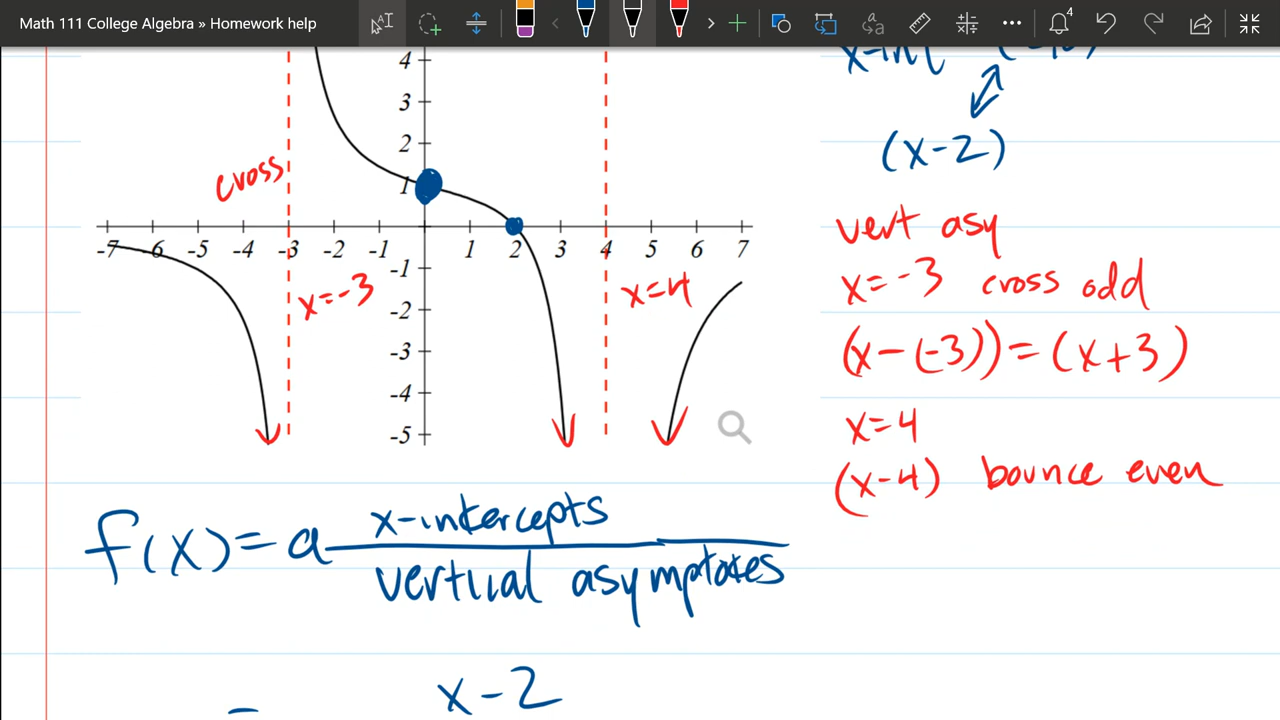 Math 111 College Algebra » Homework help
4
4
3
2
1
-7 -6 -5 -4 -3 -2 -1 1 2 3 4 5 6 7
-1
-2
-3
-4
-5
cross
x=-3
x=4
x-int
(x-2)
vert asy
x=-3 cross odd
(x-(-3))=(x+3)
x=4
(x-4) bounce even
f(x)=a x-intercepts
vertical asymptotes
= x-2